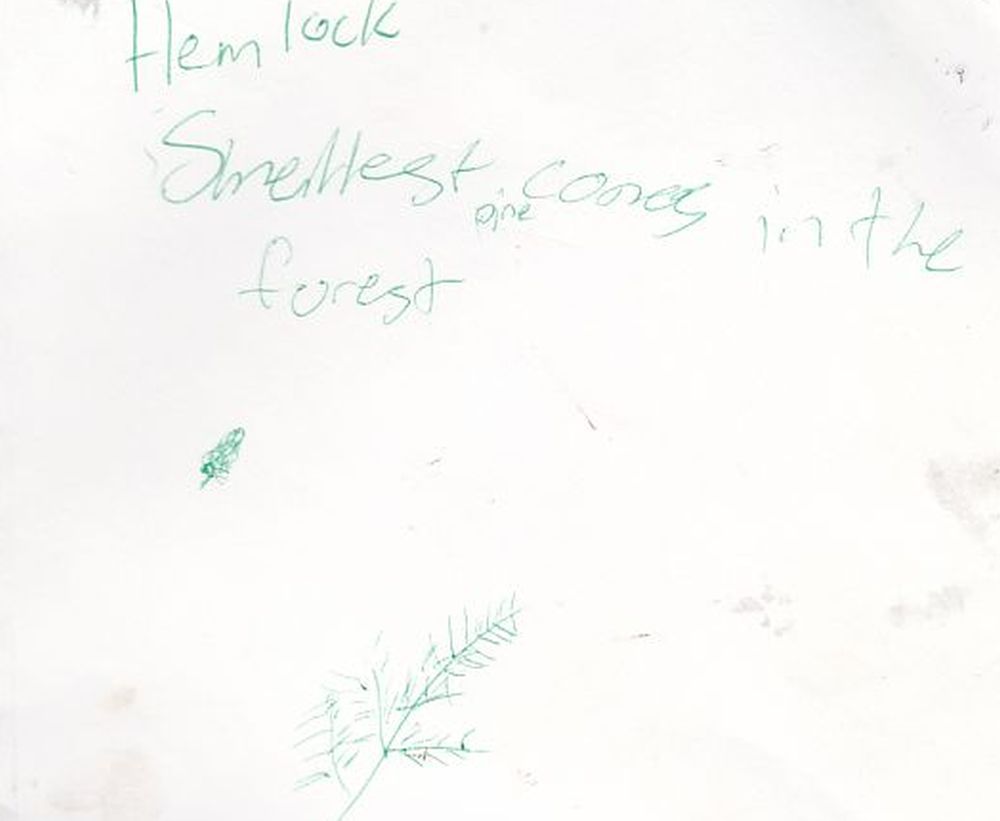 Hemlock
Smallest pine cones in the
forest